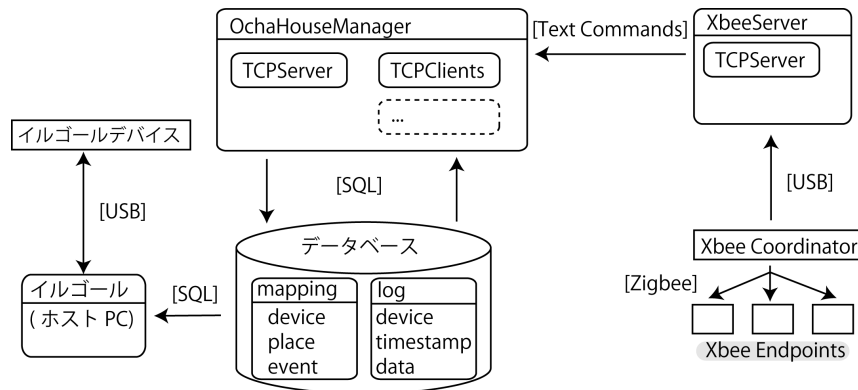 OchaHouseManager
TCPServer
TCPClients
...
[Text Commands]
XbeeServer
TCPServer
イルゴールデバイス
[USB]
[SQL]
[USB]
データベース
Xbee Coordinator
イルゴール
(ホスト PC)
[SQL]
mapping
device
place
event
log
device
timestamp
data
[Zigbee]
Xbee Endpoints